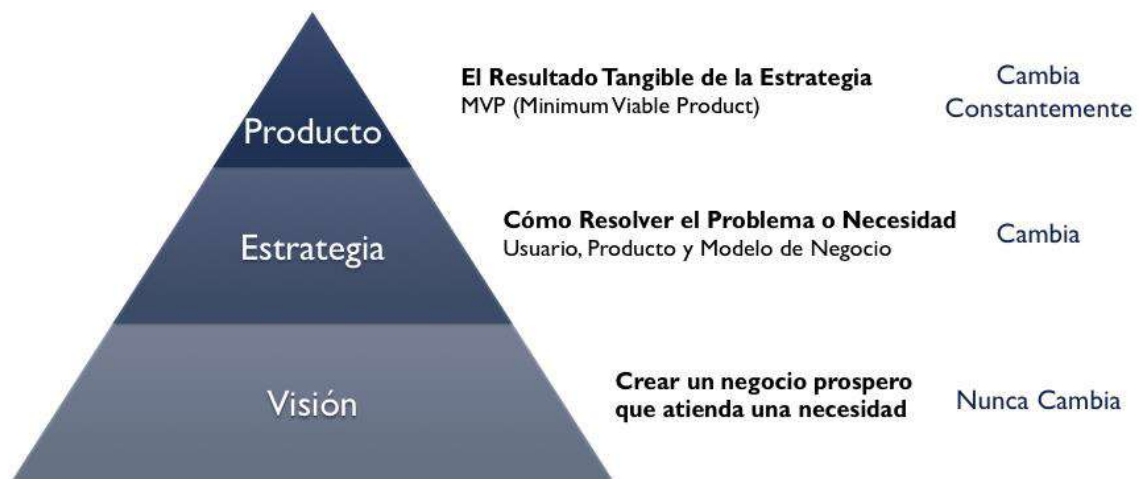 Producto
El Resultado Tangible de la Estrategia
MVP (Minimum Viable Product)
Cambia
Constantemente
Estrategia
Cómo Resolver el Problema o Necesidad
Usuario, Producto y Modelo de Negocio
Cambia
Visión
Crear un negocio prospero
que atienda una necesidad
Nunca Cambia